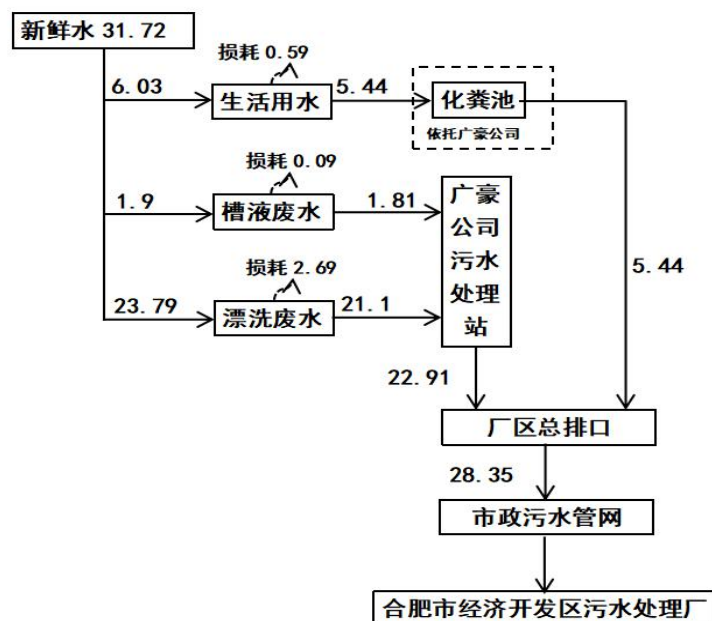 新鲜水 31.72
损耗 0.59
6.03
生活用水
5.44
化粪池
依托广豪公司
损耗 0.09
1.9
槽液废水
1.81
广豪
公司
污水
处理
站
5.44
损耗 2.69
23.79
漂洗废水
21.1
22.91
厂区总排口
28.35
市政污水管网
合肥市经济开发区污水处理厂